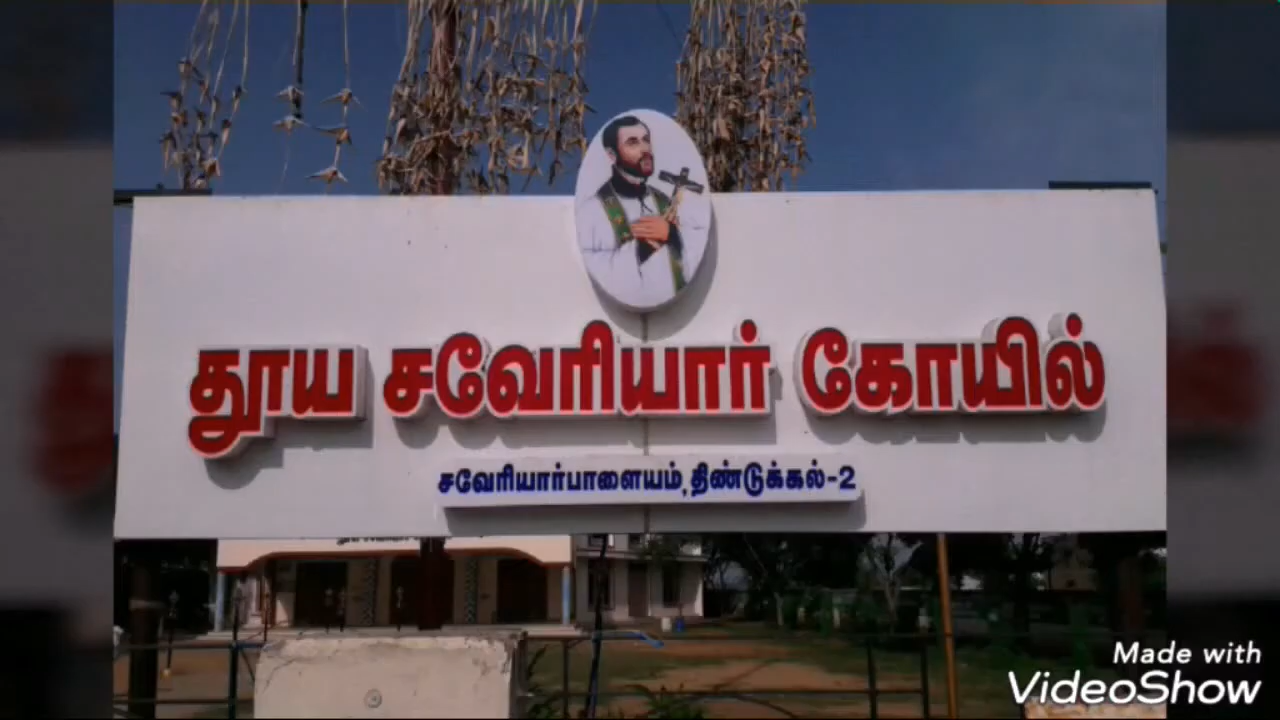 தூய சவேரியார் கோயில்
சவேரியார்பாளையம், திண்டுக்கல்-2
Made with
VideoShow